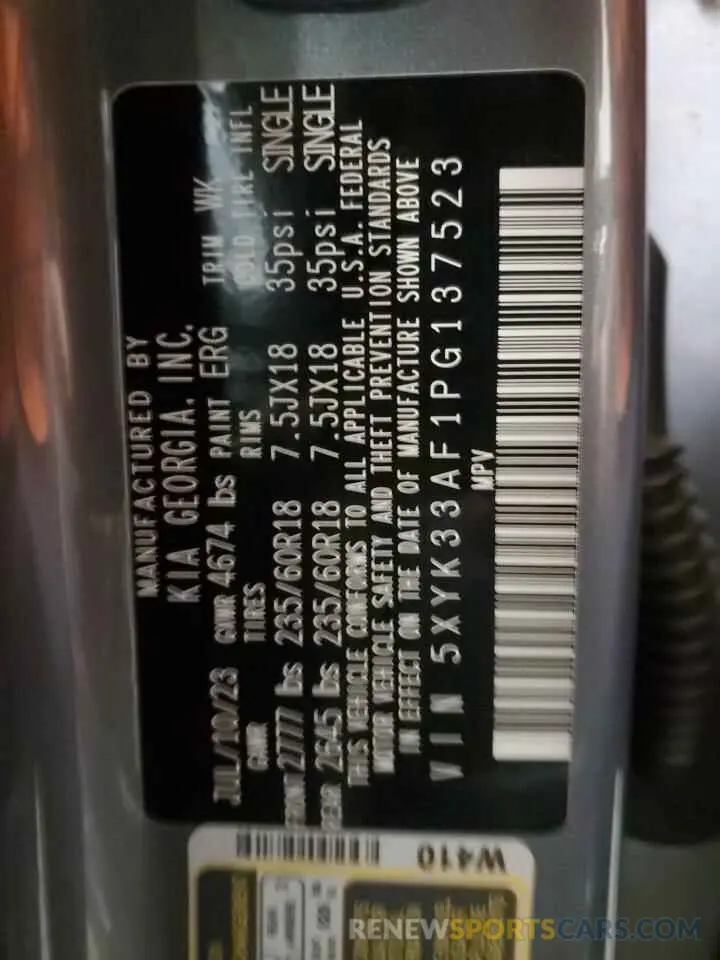 MANUFACTURED BY
KIA GEORGIA, INC.
JUL/10/23 GVWR 4674 lbs PAINT ERG TRIM WK
GAWR TIRES RIMS COLD TIRE INFL
FRONT 2777 lbs 235/60R18 7.5JX18 35psi SINGLE
REAR 2645 lbs 235/60R18 7.5JX18 35psi SINGLE
THIS VEHICLE CONFORMS TO ALL APPLICABLE U.S.A. FEDERAL
MOTOR VEHICLE SAFETY AND THEFT PREVENTION STANDARDS
IN EFFECT ON THE DATE OF MANUFACTURE SHOWN ABOVE
VIN 5XYK33AF1PG137523
MPV
W410
RENEWSPORTSCARS.COM